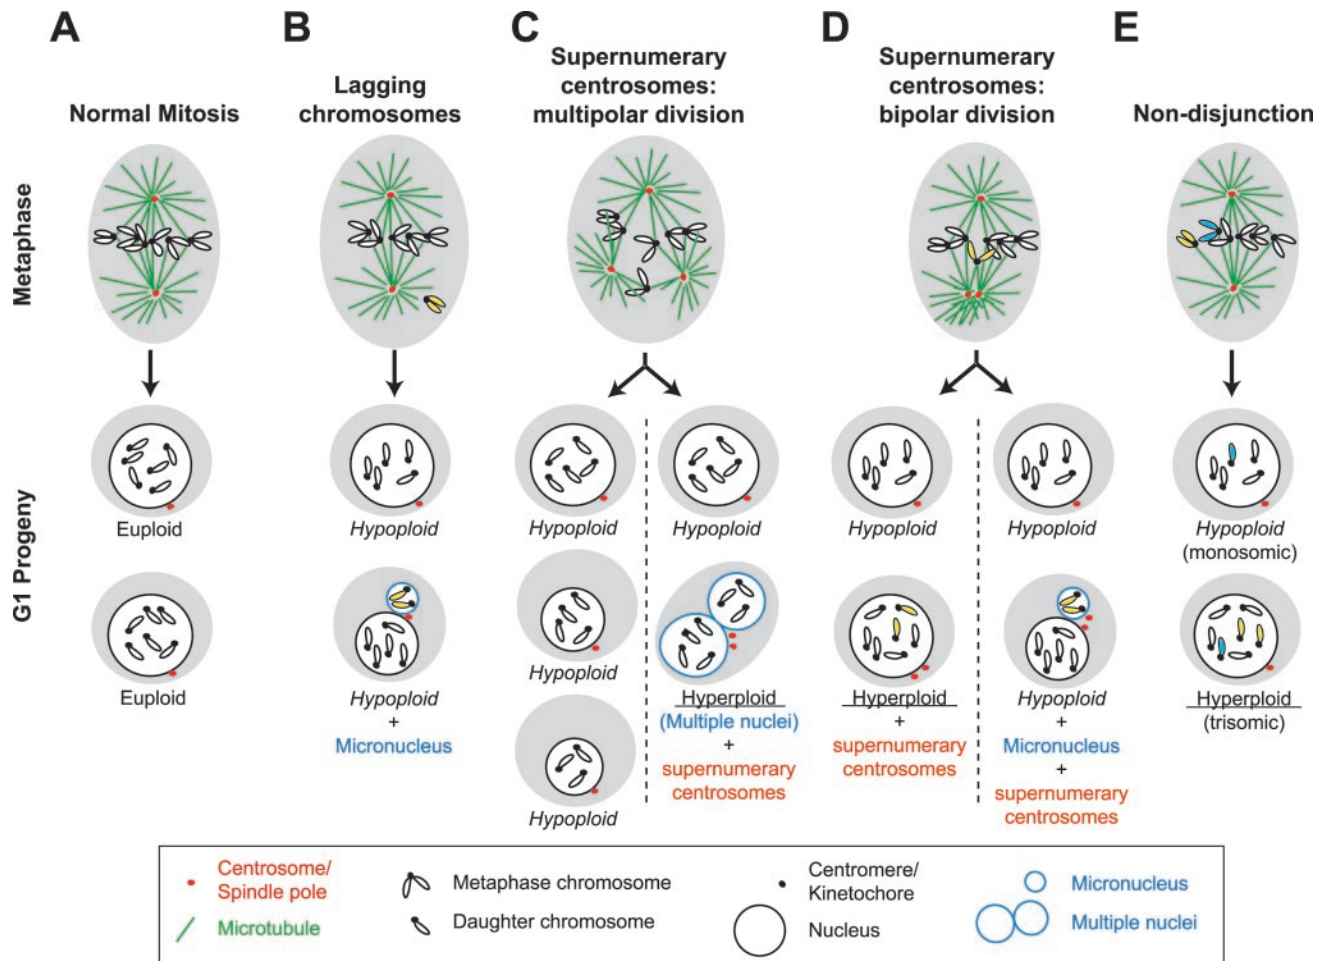 A
B
C
D
E
Normal Mitosis
Lagging
chromosomes
Supernumerary
centrosomes:
multipolar division
Supernumerary
centrosomes:
bipolar division
Non-disjunction
Metaphase
G1 Progeny
Euploid
Euploid
Hypoploid
Hypoploid
+
Micronucleus
Hypoploid
Hypoploid
Hypoploid
Hypoploid
Hyperploid
(Multiple nuclei)
+
supernumerary
centrosomes
Hypoploid
Hyperploid
+
supernumerary
centrosomes
Hypoploid
Hypoploid
+
Micronucleus
+
supernumerary
centrosomes
Hypoploid
(monosomic)
Hyperploid
(trisomic)
Centrosome/
Spindle pole
Microtubule
Metaphase chromosome
Daughter chromosome
Centromere/
Kinetochore
Nucleus
Micronucleus
Multiple nuclei